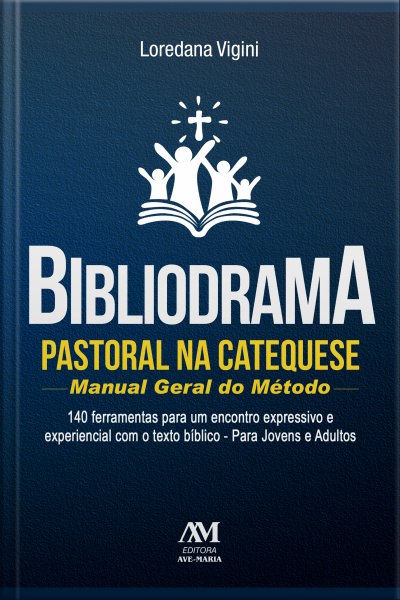 Loredana Vigini
BIBLIODRAMA
PASTORAL NA CATEQUESE
Manual Geral do Método
140 ferramentas para um encontro expressivo e
experiencial com o texto bíblico - Para Jovens e Adultos
AM
EDITORA
AVE-MARIA